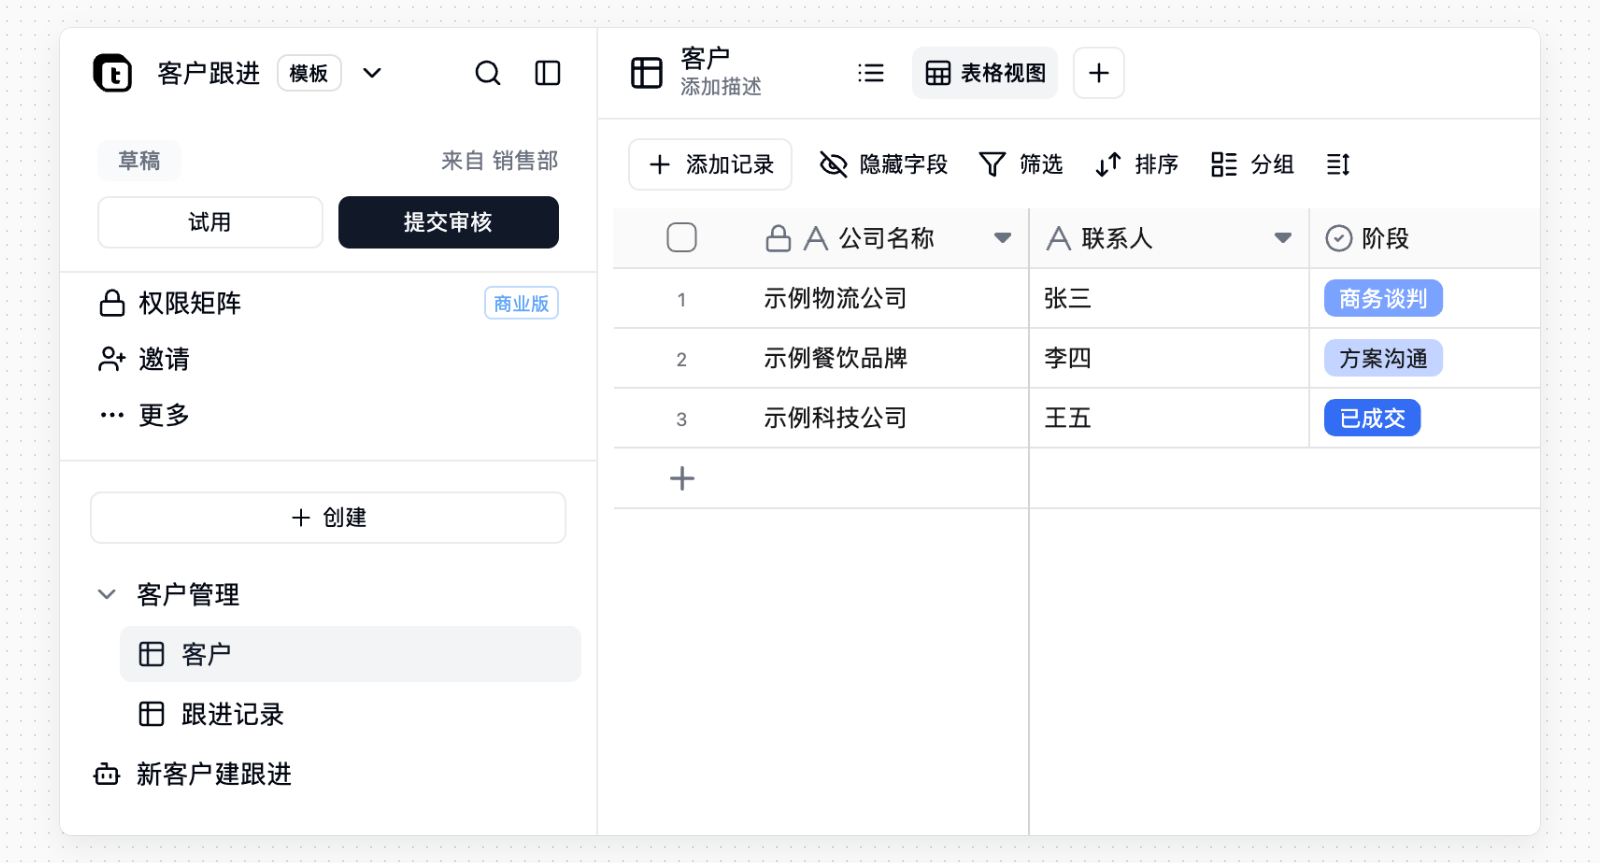 客户跟进 模板
草稿
来自 销售部
试用
提交审核
权限矩阵
商业版
邀请
更多
创建
客户管理
客户
跟进记录
新客户建跟进
客户
添加描述
表格视图
添加记录
隐藏字段
筛选
排序
分组
公司名称 联系人 阶段
1 示例物流公司 张三 商务谈判
2 示例餐饮品牌 李四 方案沟通
3 示例科技公司 王五 已成交